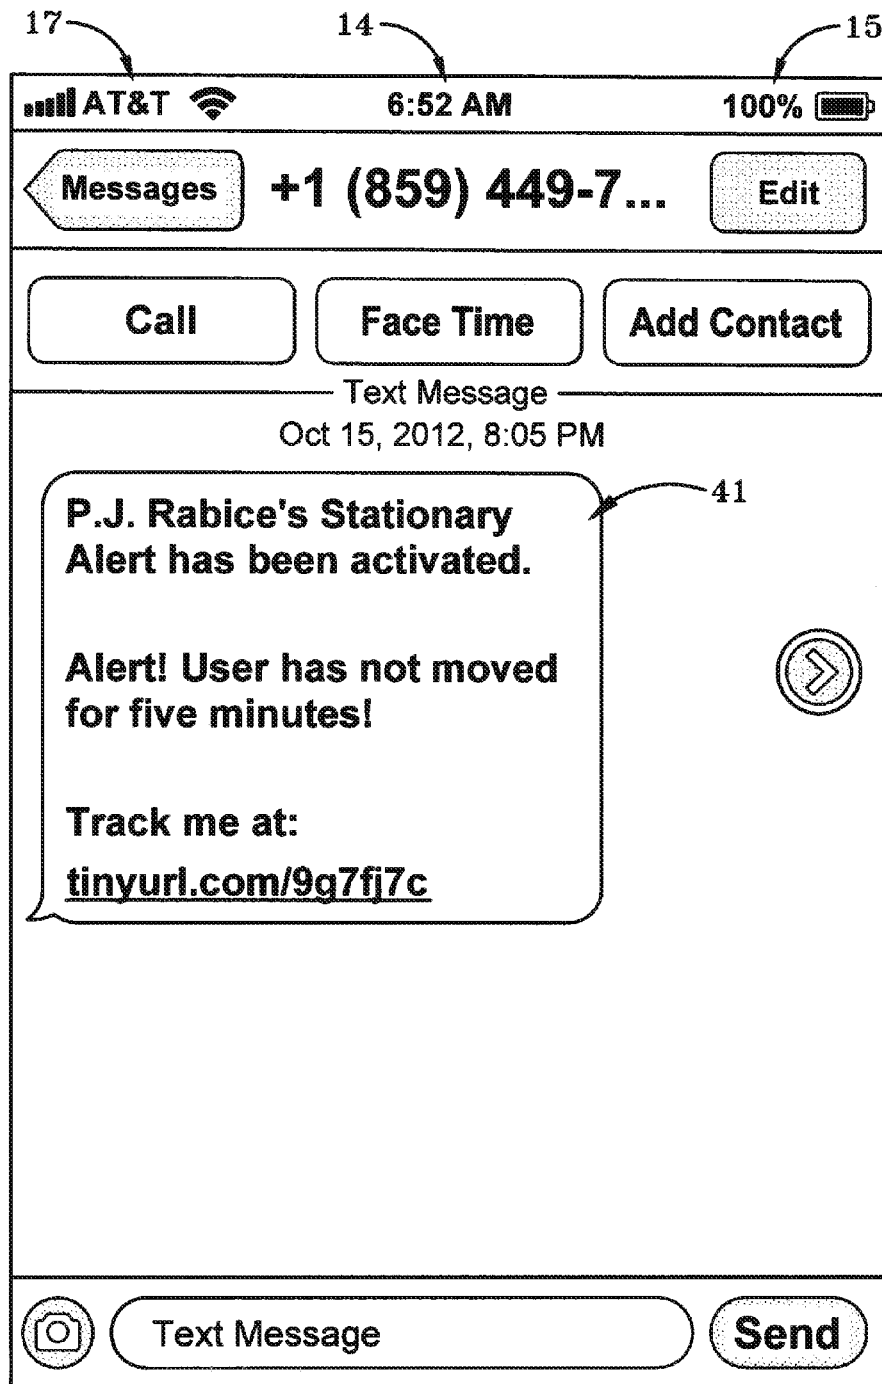 17 14 15
AT&T 6:52 AM 100%
Messages +1 (859) 449-7... Edit
Call Face Time Add Contact
Text Message
Oct 15, 2012, 8:05 PM
41
P.J. Rabice's Stationary
Alert has been activated.
Alert! User has not moved
for five minutes!
Track me at:
tinyurl.com/9g7fj7c
Text Message Send